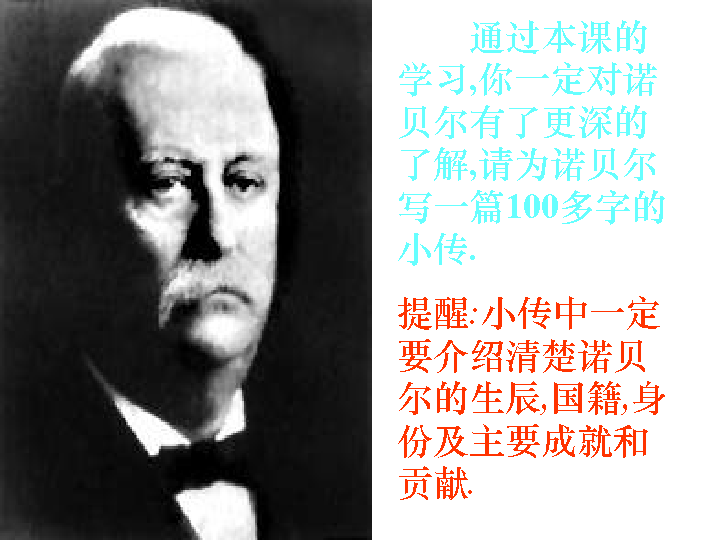 通过本课的
学习,你一定对诺
贝尔有了更深的
了解,请为诺贝尔
写一篇100多字的
小传.
提醒:小传中一定
要介绍清楚诺贝
尔的生辰,国籍,身
份及主要成就和
贡献.